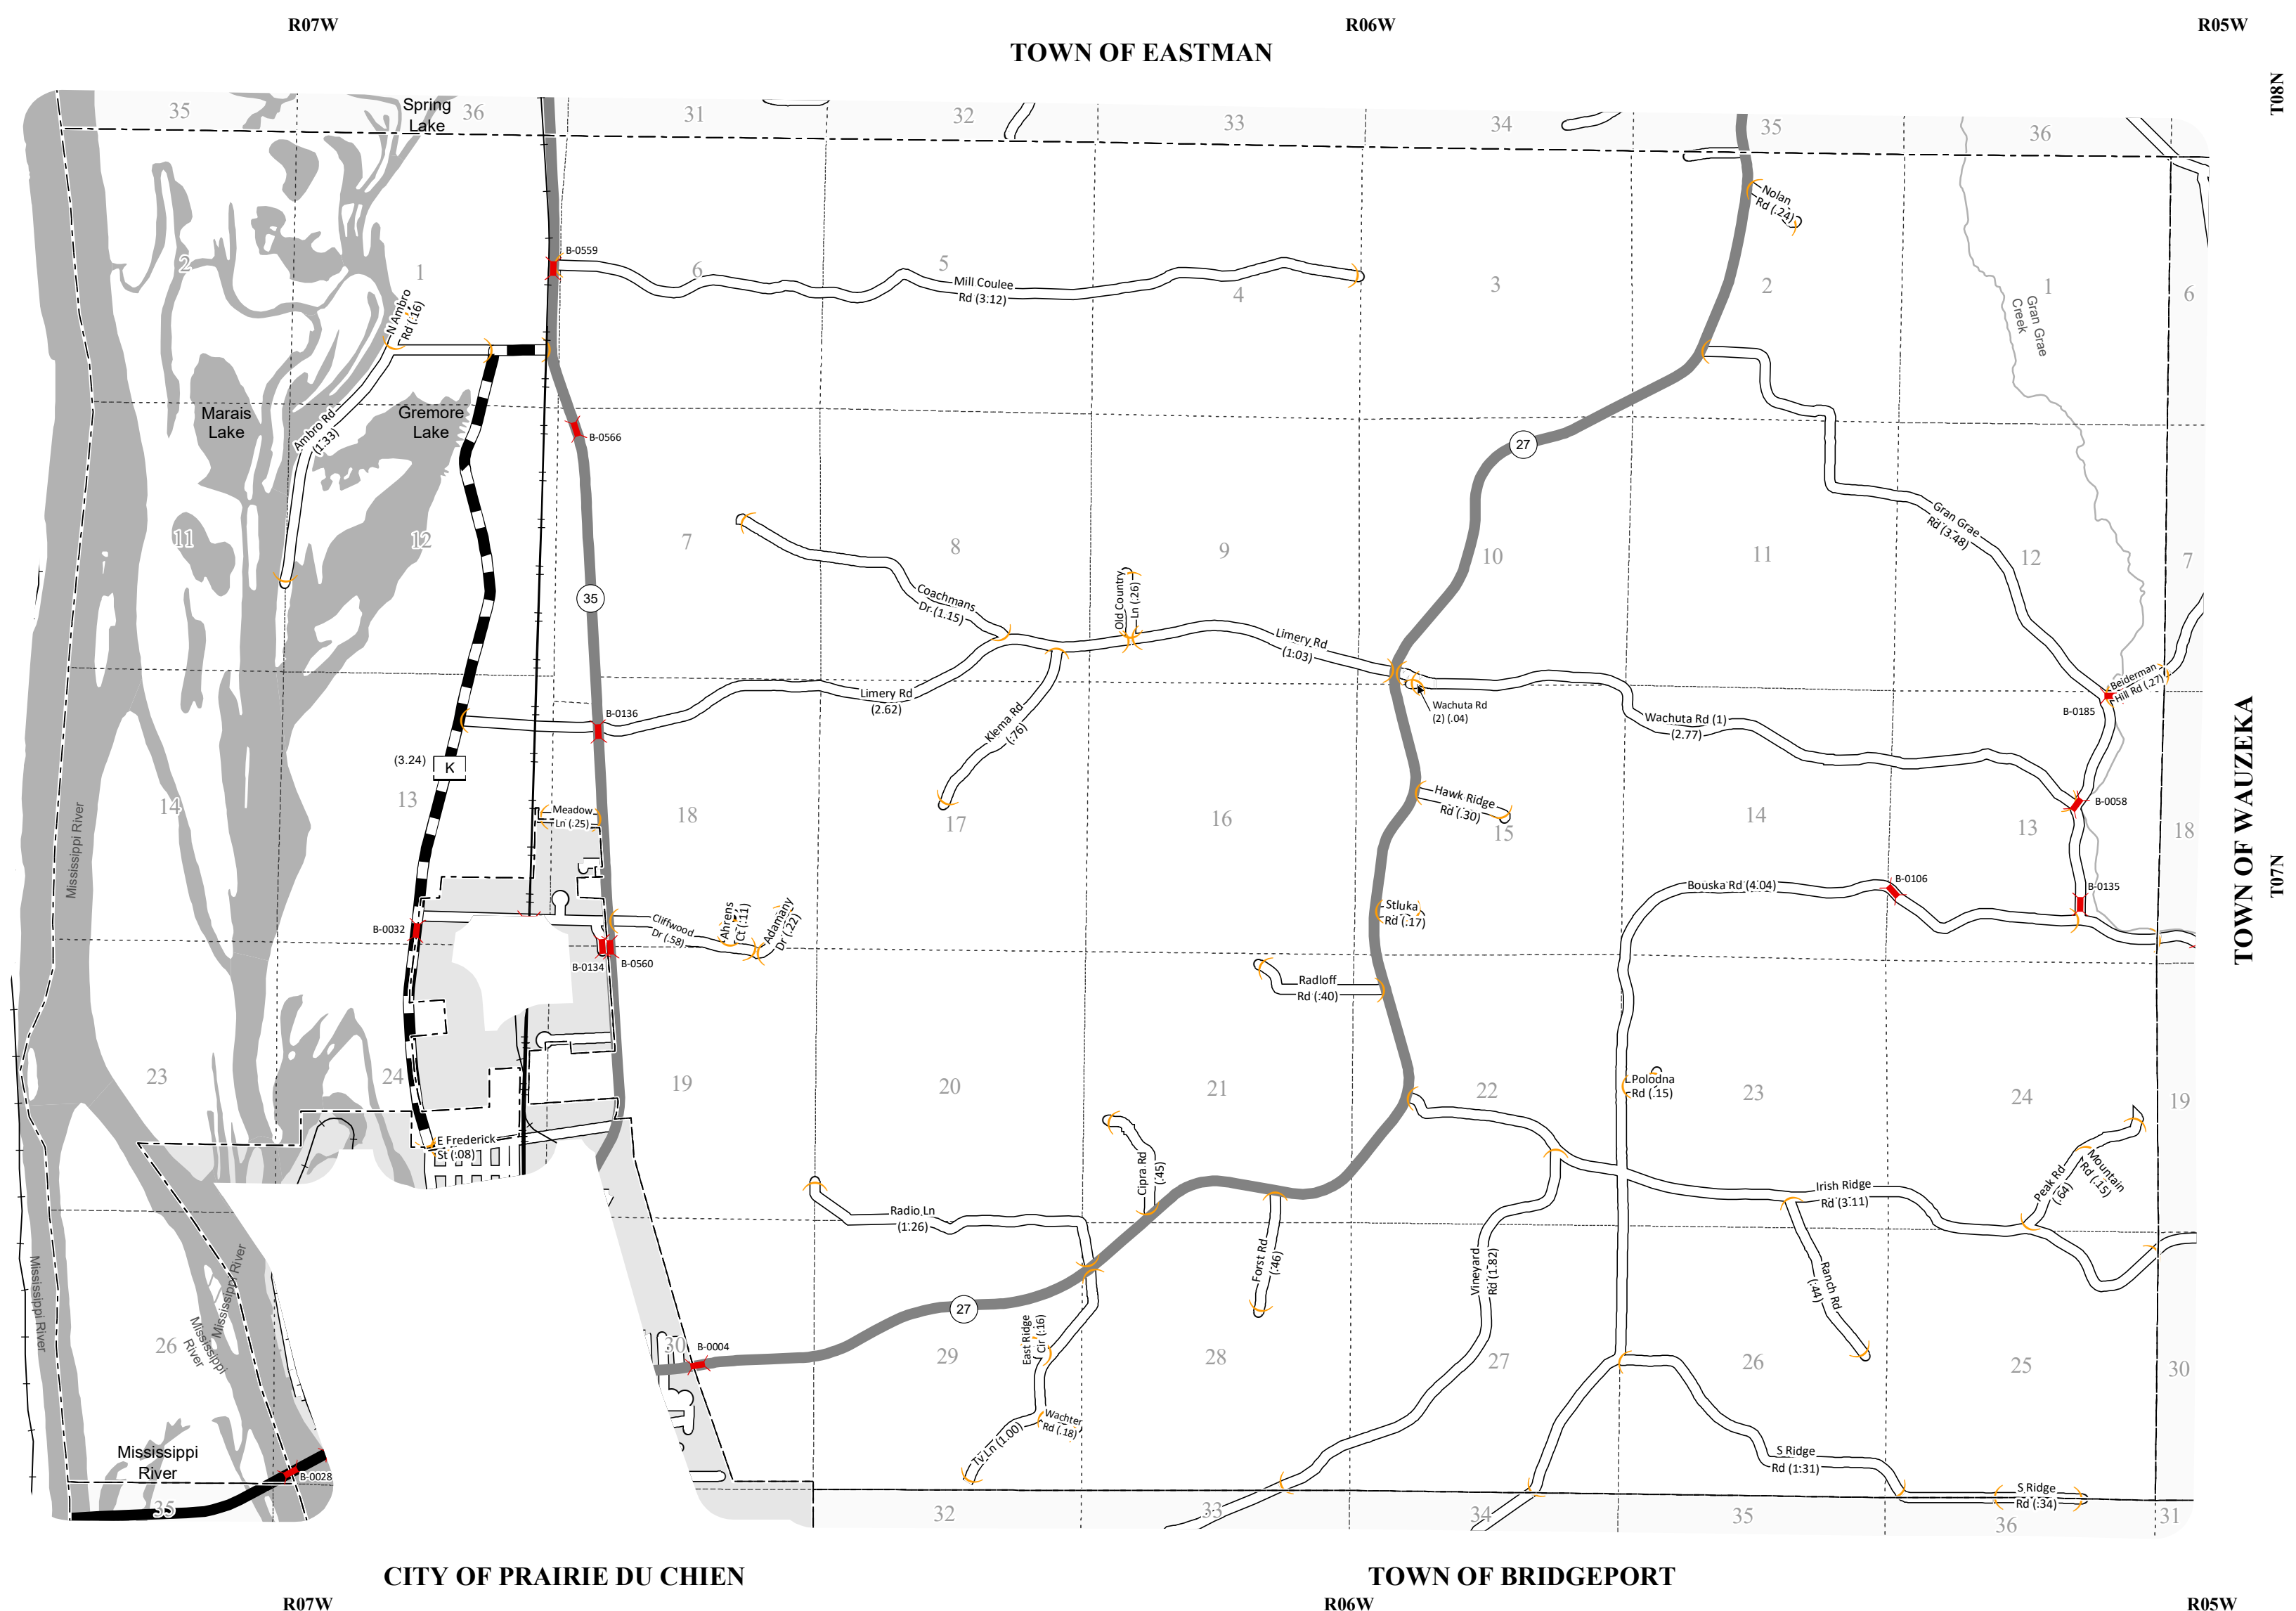 R07W
R06W
R05W
TOWN OF EASTMAN
T08N
35
Spring
Lake
36
31
32
33
34
35
36
Nolan
Rd (.24)
2
1
B-0559
6
5
Mill Coulee
Rd (3.12)
4
3
2
1
6
Gran Grae
Creek
N Ambro
Rd (.16)
Marais
Lake
Gremore
Lake
Ambro Rd
(1.33)
B-0566
27
11
12
7
8
9
10
11
Gran Grae
Rd (3.48)
12
7
35
Coachmans
Dr (1.15)
Old Country
Ln (.26)
Limery Rd
(1.03)
Limery Rd
(2.62)
B-0136
Klema Rd
(.76)
Wachuta Rd
(2) (.04)
Wachuta Rd (1)
(2.77)
Beiderman
Hill Rd (.27)
B-0185
TOWN OF WAUZEKA
(3.24)
K
13
14
Mississippi River
Meadow
Ln (.25)
18
17
16
Hawk Ridge
Rd (.30)
15
14
13
B-0058
18
T07N
Bouska Rd (4.04)
B-0106
B-0135
Stluka
Rd (.17)
B-0032
Cliffwood
Dr (.58)
Ahrens
Ct (.11)
Adamany
Dr (.22)
B-0134
B-0560
Radloff
Rd (.40)
23
24
19
20
21
22
L Polodna
Rd (.15)
23
24
19
E Frederick
St (.08)
Cipra Rd
(.45)
Radio Ln
(1.26)
Irish Ridge
Rd (3.11)
Peak Rd
(.64)
Mountain
Rd (.15)
Mississippi River
Mississippi River
Mississippi
River
Forst Rd
(.46)
Vineyard
Rd (1.82)
Ranch Rd
(.44)
27
26
30
B-0004
29
East Ridge
Cir (.16)
28
27
26
25
30
Wachter
Rd (.18)
Tv Ln (1.00)
Mississippi
River
B-0028
S Ridge
Rd (1.31)
S Ridge
Rd (.34)
35
32
33
34
35
36
31
CITY OF PRAIRIE DU CHIEN
TOWN OF BRIDGEPORT
R07W
R06W
R05W